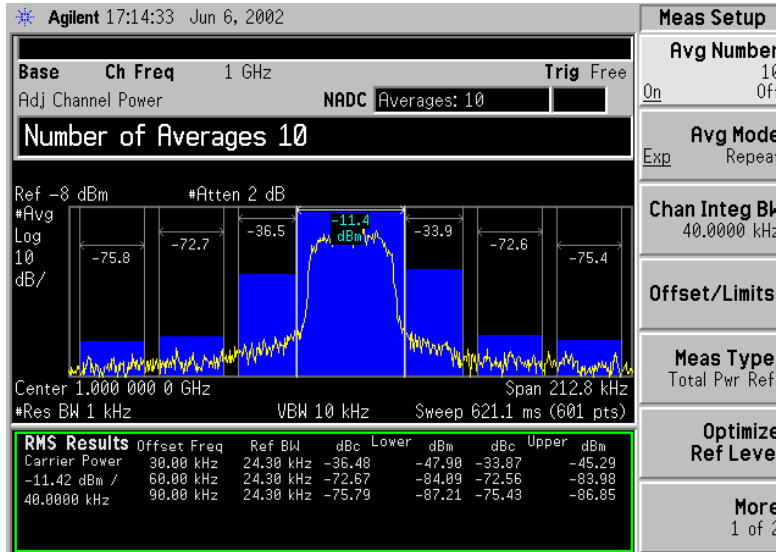 Agilent 17:14:33 Jun 6, 2002
Base Ch Freq 1 GHz Trig Free
Adj Channel Power NADC Averages: 10
Number of Averages 10
Ref -8 dBm #Atten 2 dB
#Avg
Log
10
dB/
-75.8
-72.7
-36.5
-11.4
dBm
-33.9
-72.6
-75.4
Center 1.000 000 0 GHz Span 212.8 kHz
#Res BW 1 kHz VBW 10 kHz Sweep 621.1 ms (601 pts)
RMS Results Offset Freq Ref BW dBc Lower dBm dBc Upper dBm
Carrier Power 30.00 kHz 24.30 kHz -36.48 -47.90 -33.87 -45.29
-11.42 dBm / 60.00 kHz 24.30 kHz -72.67 -84.09 -72.56 -83.98
40.0000 kHz 90.00 kHz 24.30 kHz -75.79 -87.21 -75.43 -86.85
Meas Setup
Avg Number
10
On Of
Avg Mode
Exp Repea
Chan Integ B
40.0000 kHz
Offset/Limits
Meas Type
Total Pwr Ref
Optimize
Ref Leve
More
1 of 2